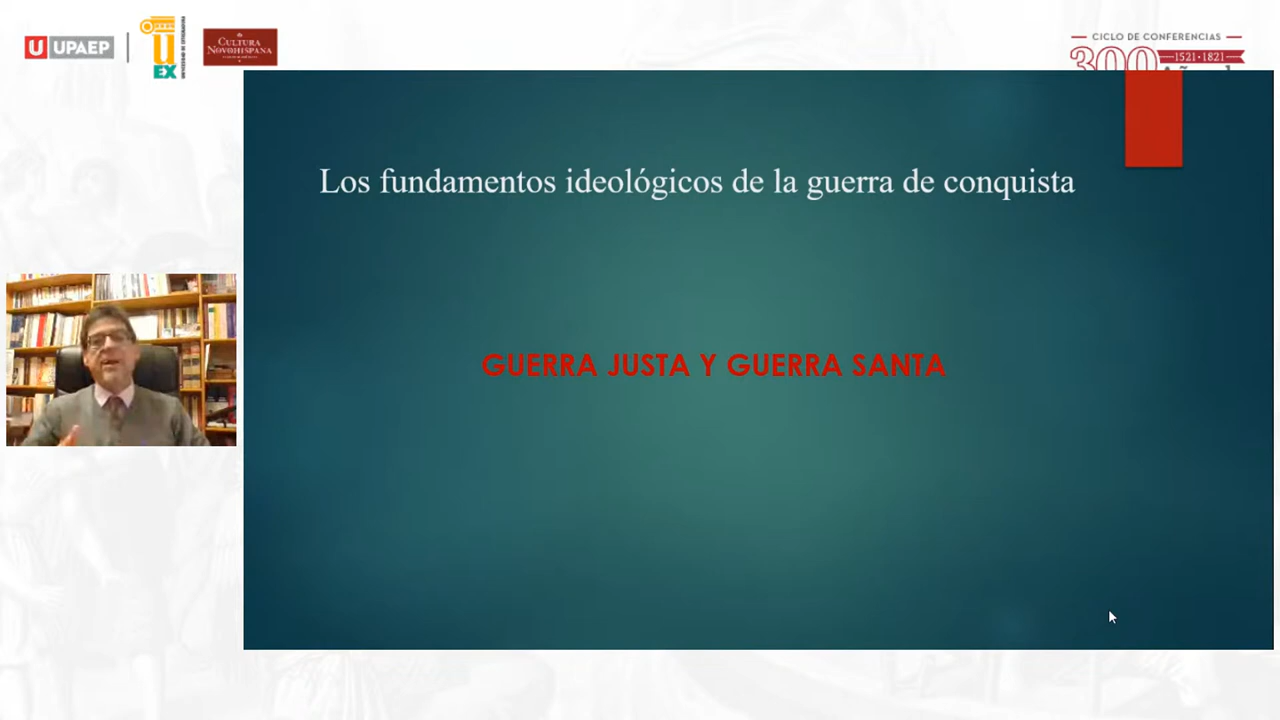 UPAEP
UEX
CULTURA
NOVOHISPANA
CICLO DE CONFERENCIAS
300
1521·1821
Los fundamentos ideológicos de la guerra de conquista
GUERRA JUSTA Y GUERRA SANTA